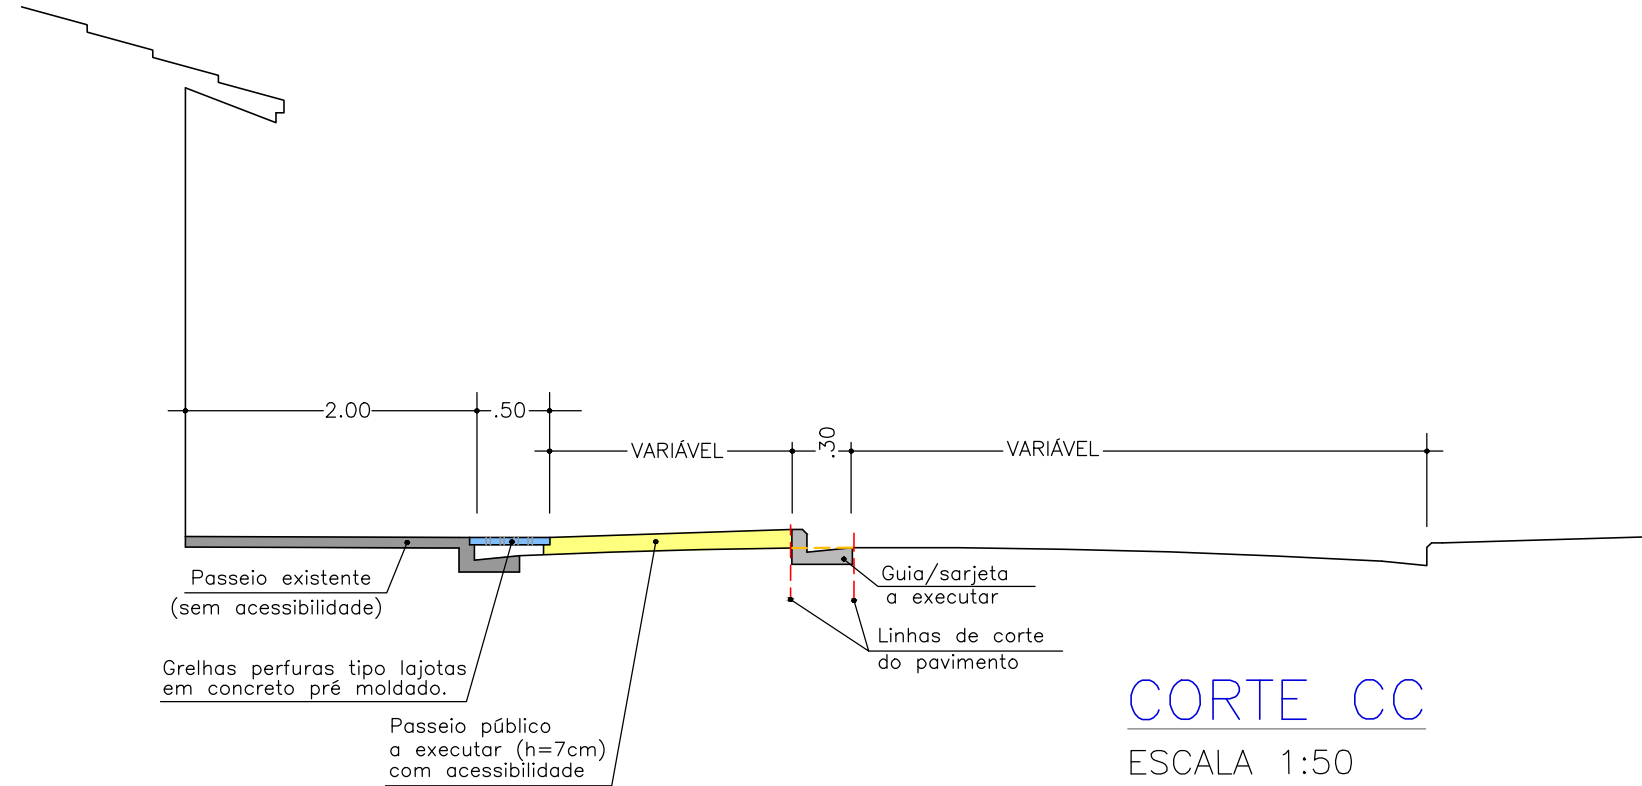 2.00
.50
VARIÁVEL
.30
VARIÁVEL
Passeio existente
(sem acessibilidade)
Guia/sarjeta
a executar
Linhas de corte
do pavimento
Grelhas perfuras tipo lajotas
em concreto pré moldado.
Passeio público
a executar (h=7cm)
com acessibilidade
CORTE CC
ESCALA 1:50